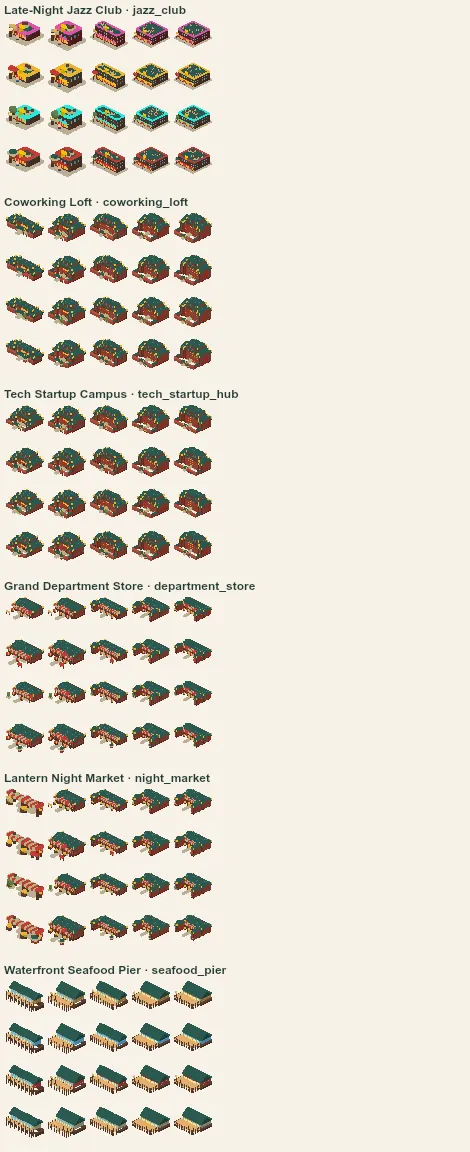 Late-Night Jazz Club · jazz_club
Coworking Loft · coworking_loft
Tech Startup Campus · tech_startup_hub
Grand Department Store · department_store
Lantern Night Market · night_market
Waterfront Seafood Pier · seafood_pier